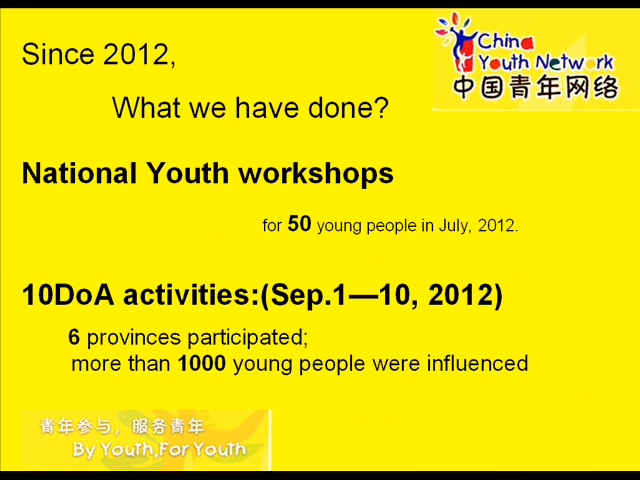 Since 2012,
China
Youth Network
中国青年网络
What we have done?
National Youth workshops
for 50 young people in July, 2012.
10DoA activities:(Sep.1—10, 2012)
6 provinces participated;
more than 1000 young people were influenced
青年参与，服务青年
By Youth,For Youth